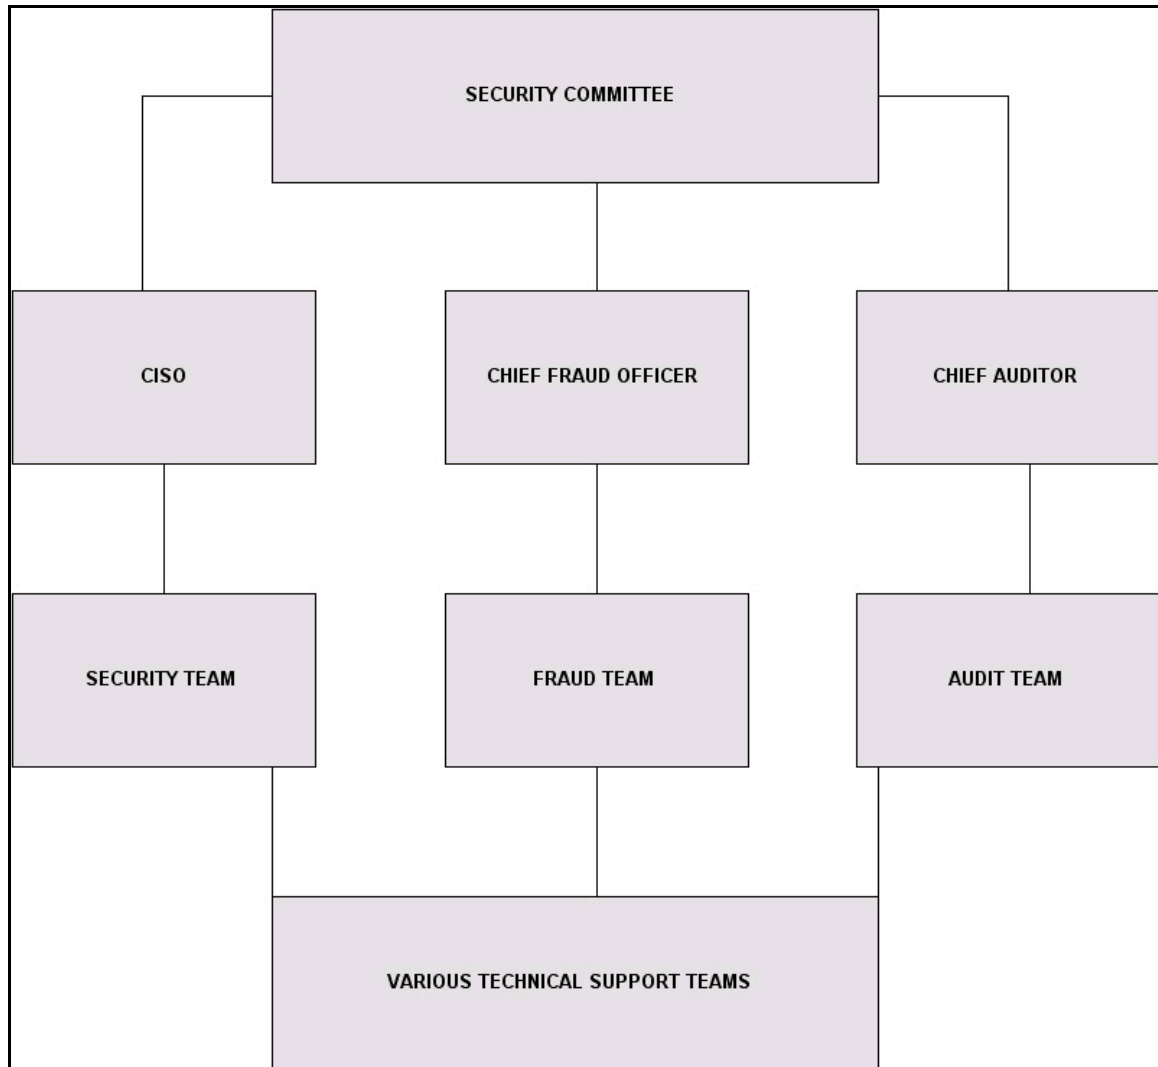 SECURITY COMMITTEE
CISO
CHIEF FRAUD OFFICER
CHIEF AUDITOR
SECURITY TEAM
FRAUD TEAM
AUDIT TEAM
VARIOUS TECHNICAL SUPPORT TEAMS